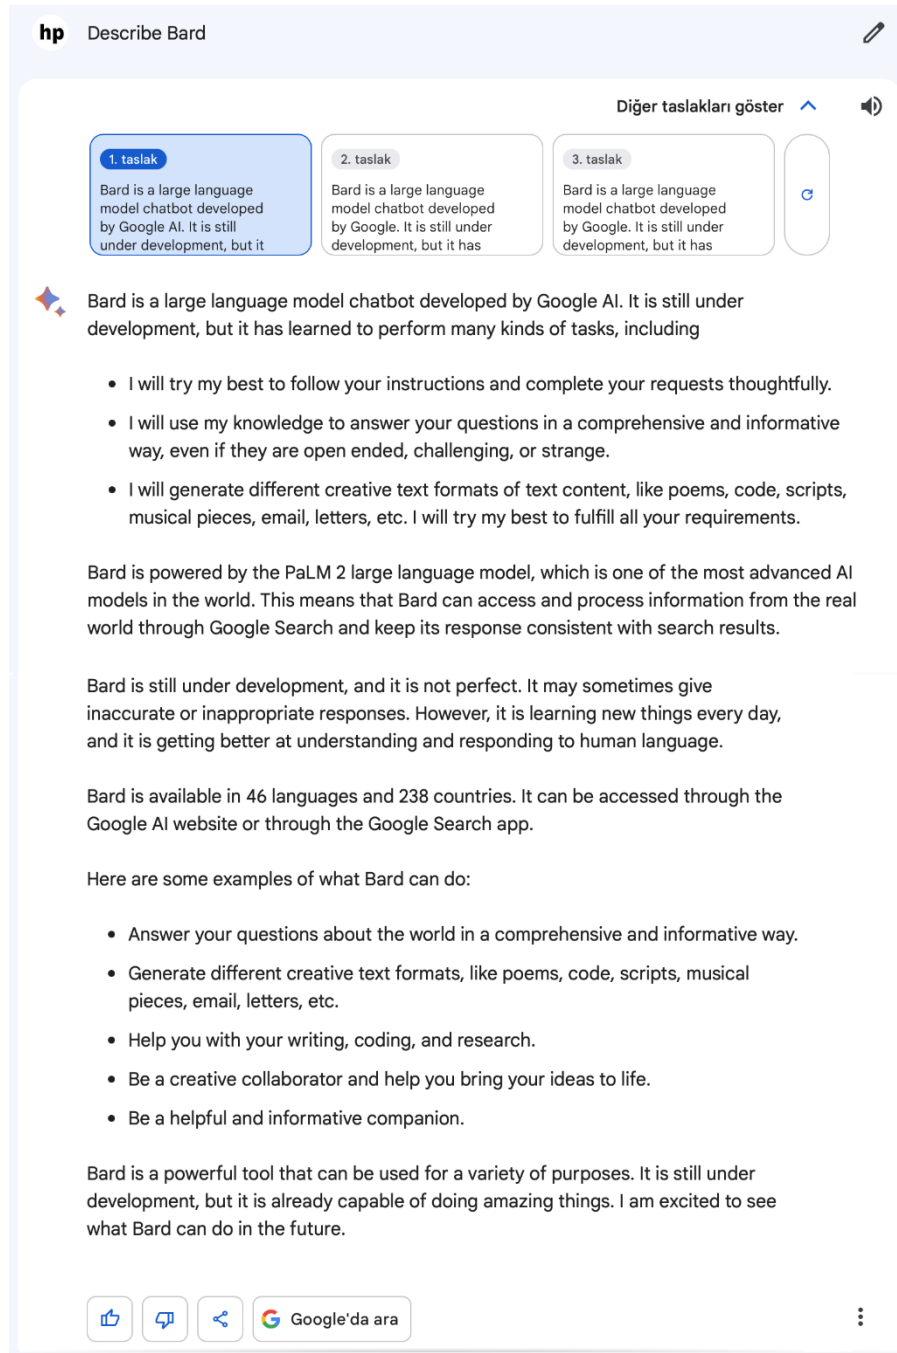 hp Describe Bard
Diğer taslakları göster
1. taslak
Bard is a large language
model chatbot developed
by Google AI. It is still
under development, but it
2. taslak
Bard is a large language
model chatbot developed
by Google. It is still under
development, but it has
3. taslak
Bard is a large language
model chatbot developed
by Google. It is still under
development, but it has
Bard is a large language model chatbot developed by Google AI. It is still under
development, but it has learned to perform many kinds of tasks, including
• I will try my best to follow your instructions and complete your requests thoughtfully.
• I will use my knowledge to answer your questions in a comprehensive and informative
way, even if they are open ended, challenging, or strange.
• I will generate different creative text formats of text content, like poems, code, scripts,
musical pieces, email, letters, etc. I will try my best to fulfill all your requirements.
Bard is powered by the PaLM 2 large language model, which is one of the most advanced AI
models in the world. This means that Bard can access and process information from the real
world through Google Search and keep its response consistent with search results.
Bard is still under development, and it is not perfect. It may sometimes give
inaccurate or inappropriate responses. However, it is learning new things every day,
and it is getting better at understanding and responding to human language.
Bard is available in 46 languages and 238 countries. It can be accessed through the
Google AI website or through the Google Search app.
Here are some examples of what Bard can do:
• Answer your questions about the world in a comprehensive and informative way.
• Generate different creative text formats, like poems, code, scripts, musical
pieces, email, letters, etc.
• Help you with your writing, coding, and research.
• Be a creative collaborator and help you bring your ideas to life.
• Be a helpful and informative companion.
Bard is a powerful tool that can be used for a variety of purposes. It is still under
development, but it is already capable of doing amazing things. I am excited to see
what Bard can do in the future.
Google'da ara